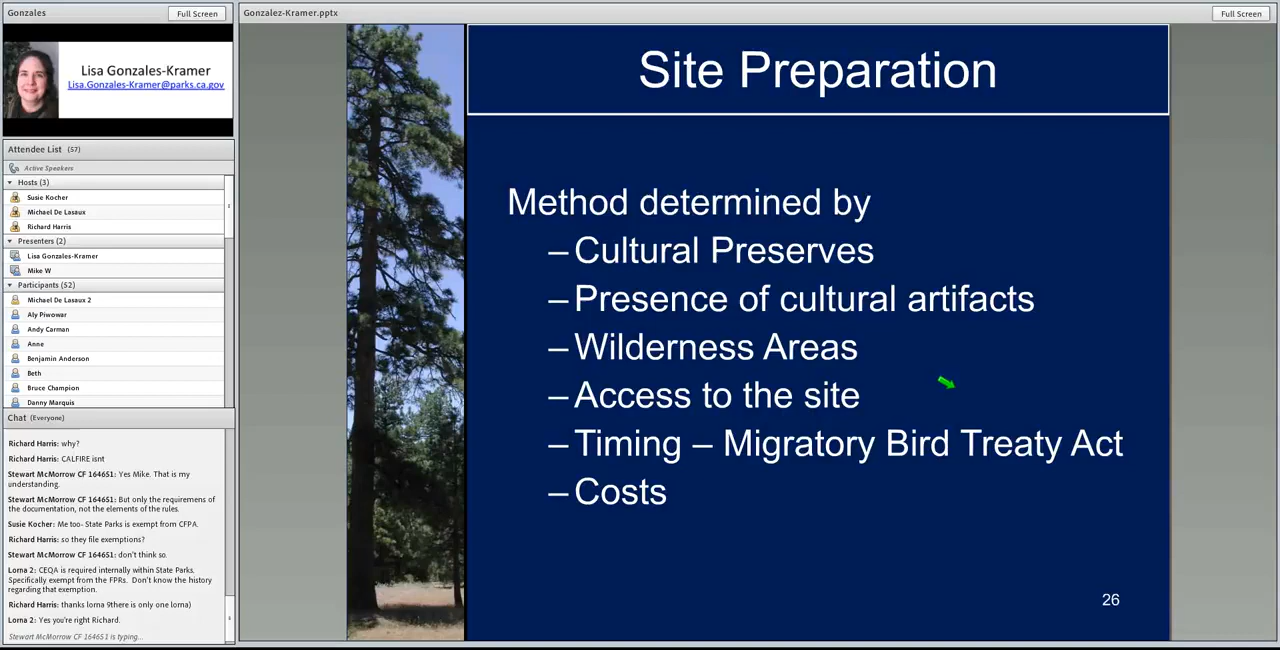 Gonzales
Full Screen
Lisa Gonzales-Kramer
Lisa.Gonzales-Kramer@parks.ca.gov
Attendee List (57)
Active Speakers
Hosts (3)
Susie Kocher
Michael De Lasaux
Richard Harris
Presenters (2)
Lisa Gonzales-Kramer
Mike W
Participants (52)
Michael De Lasaux 2
Aly Piwowar
Andy Carman
Anne
Benjamin Anderson
Beth
Bruce Champion
Danny Marquis
Chat (Everyone)
Richard Harris: why?
Richard Harris: CALFIRE isnt
Stewart McMorrow CF 164651: Yes Mike. That is my
understanding.
Stewart McMorrow CF 164651: But only the requiremens of
the documentation, not the elements of the rules.
Susie Kocher: Me too- State Parks is exempt from CFPA.
Richard Harris: so they file exemptions?
Stewart McMorrow CF 164651: don't think so.
Lorna 2: CEQA is required internally within State Parks.
Specifically exempt from the FPRs. Don't know the history
regarding that exemption.
Richard Harris: thanks lorna 9there is only one lorna)
Lorna 2: Yes you're right Richard.
Stewart McMorrow CF 164651 is typing...
Gonzalez-Kramer.pptx
Full Screen
Site Preparation
Method determined by
– Cultural Preserves
– Presence of cultural artifacts
– Wilderness Areas
– Access to the site
– Timing – Migratory Bird Treaty Act
– Costs
26